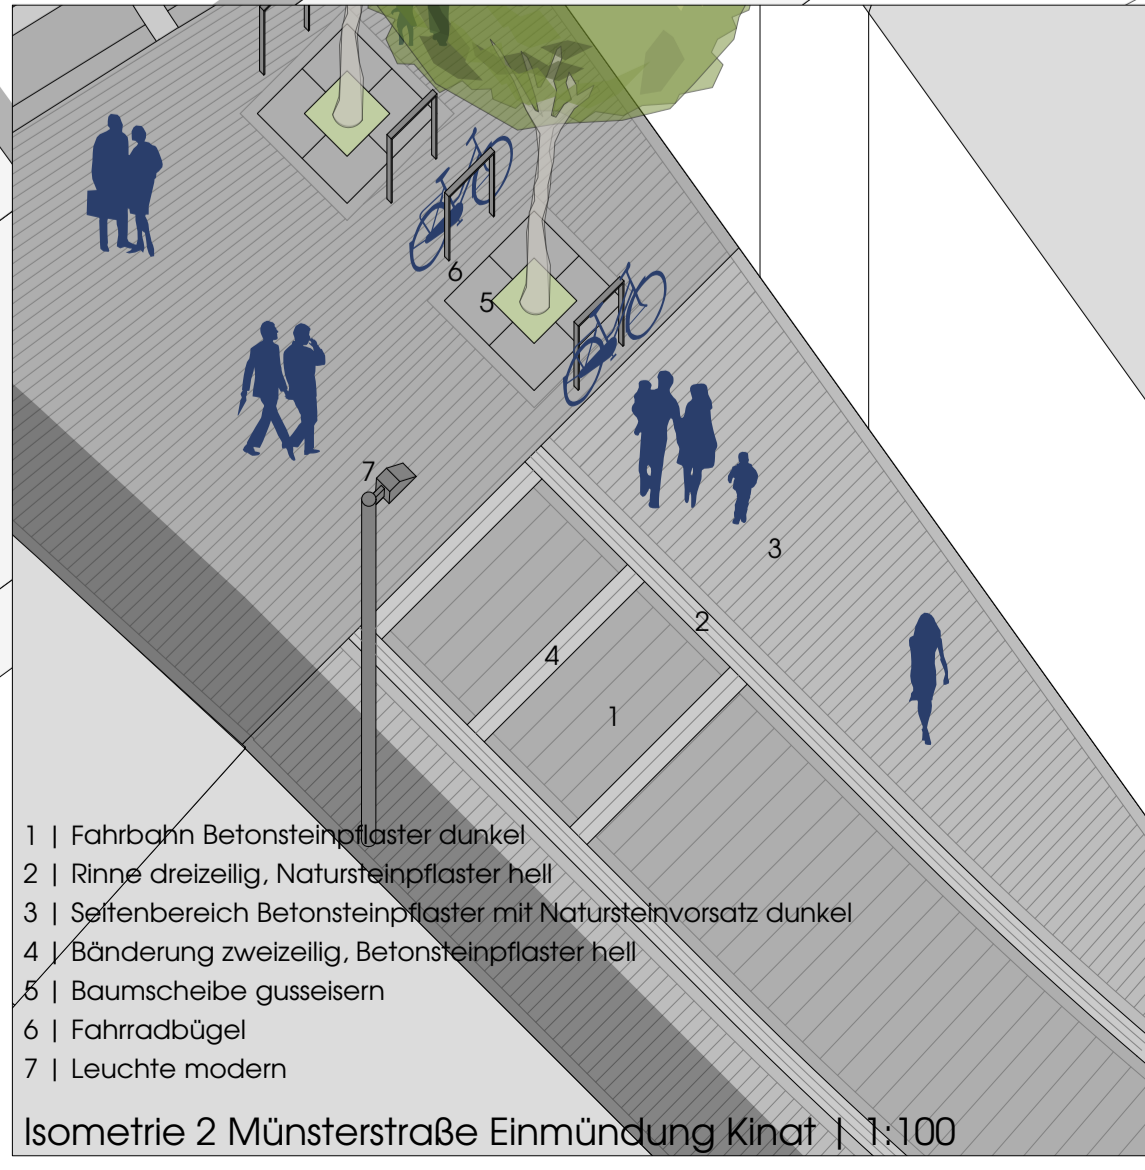 6
5
7
3
2
4
1
1 | Fahrbahn Betonsteinpflaster dunkel
2 | Rinne dreizeilig, Natursteinpflaster hell
3 | Seitenbereich Betonsteinpflaster mit Natursteinvorsatz dunkel
4 | Bänderung zweizeilig, Betonsteinpflaster hell
5 | Baumscheibe gusseisern
6 | Fahrradbügel
7 | Leuchte modern
Isometrie 2 Münsterstraße Einmündung Kinat | 1:100